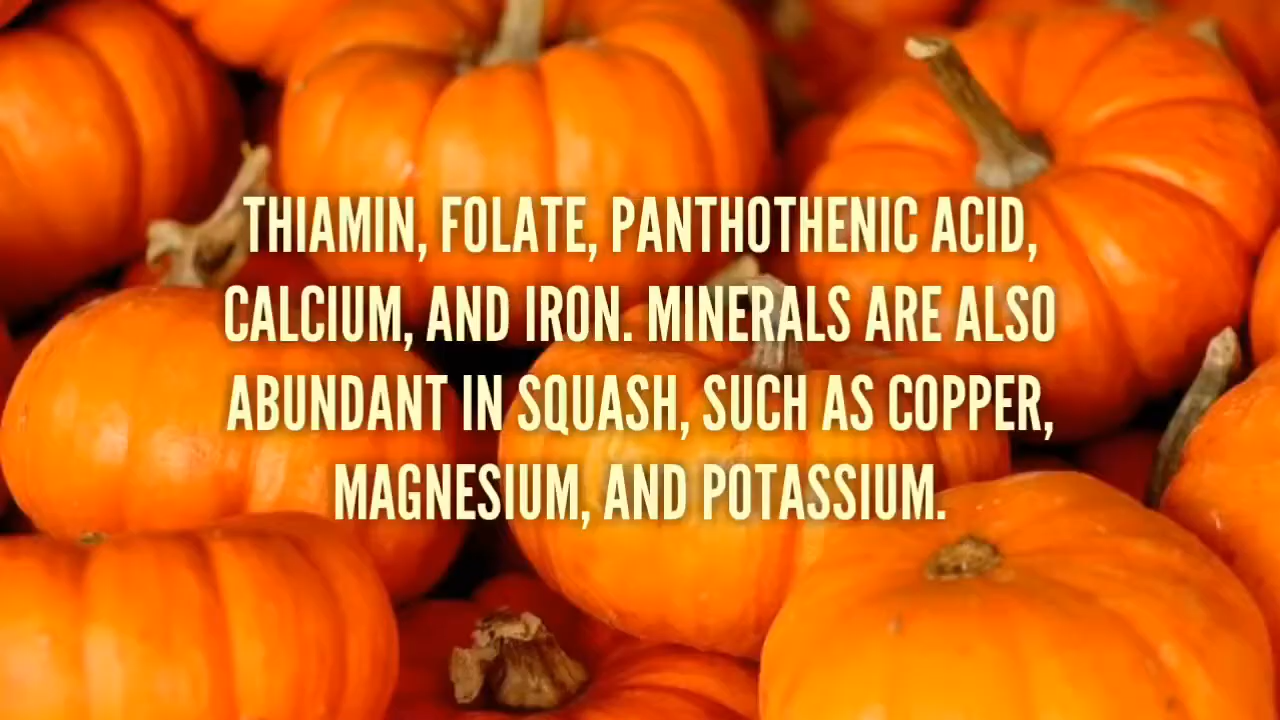 THIAMIN, FOLATE, PANTHOTHENIC ACID,
CALCIUM, AND IRON. MINERALS ARE ALSO
ABUNDANT IN SQUASH, SUCH AS COPPER,
MAGNESIUM, AND POTASSIUM.